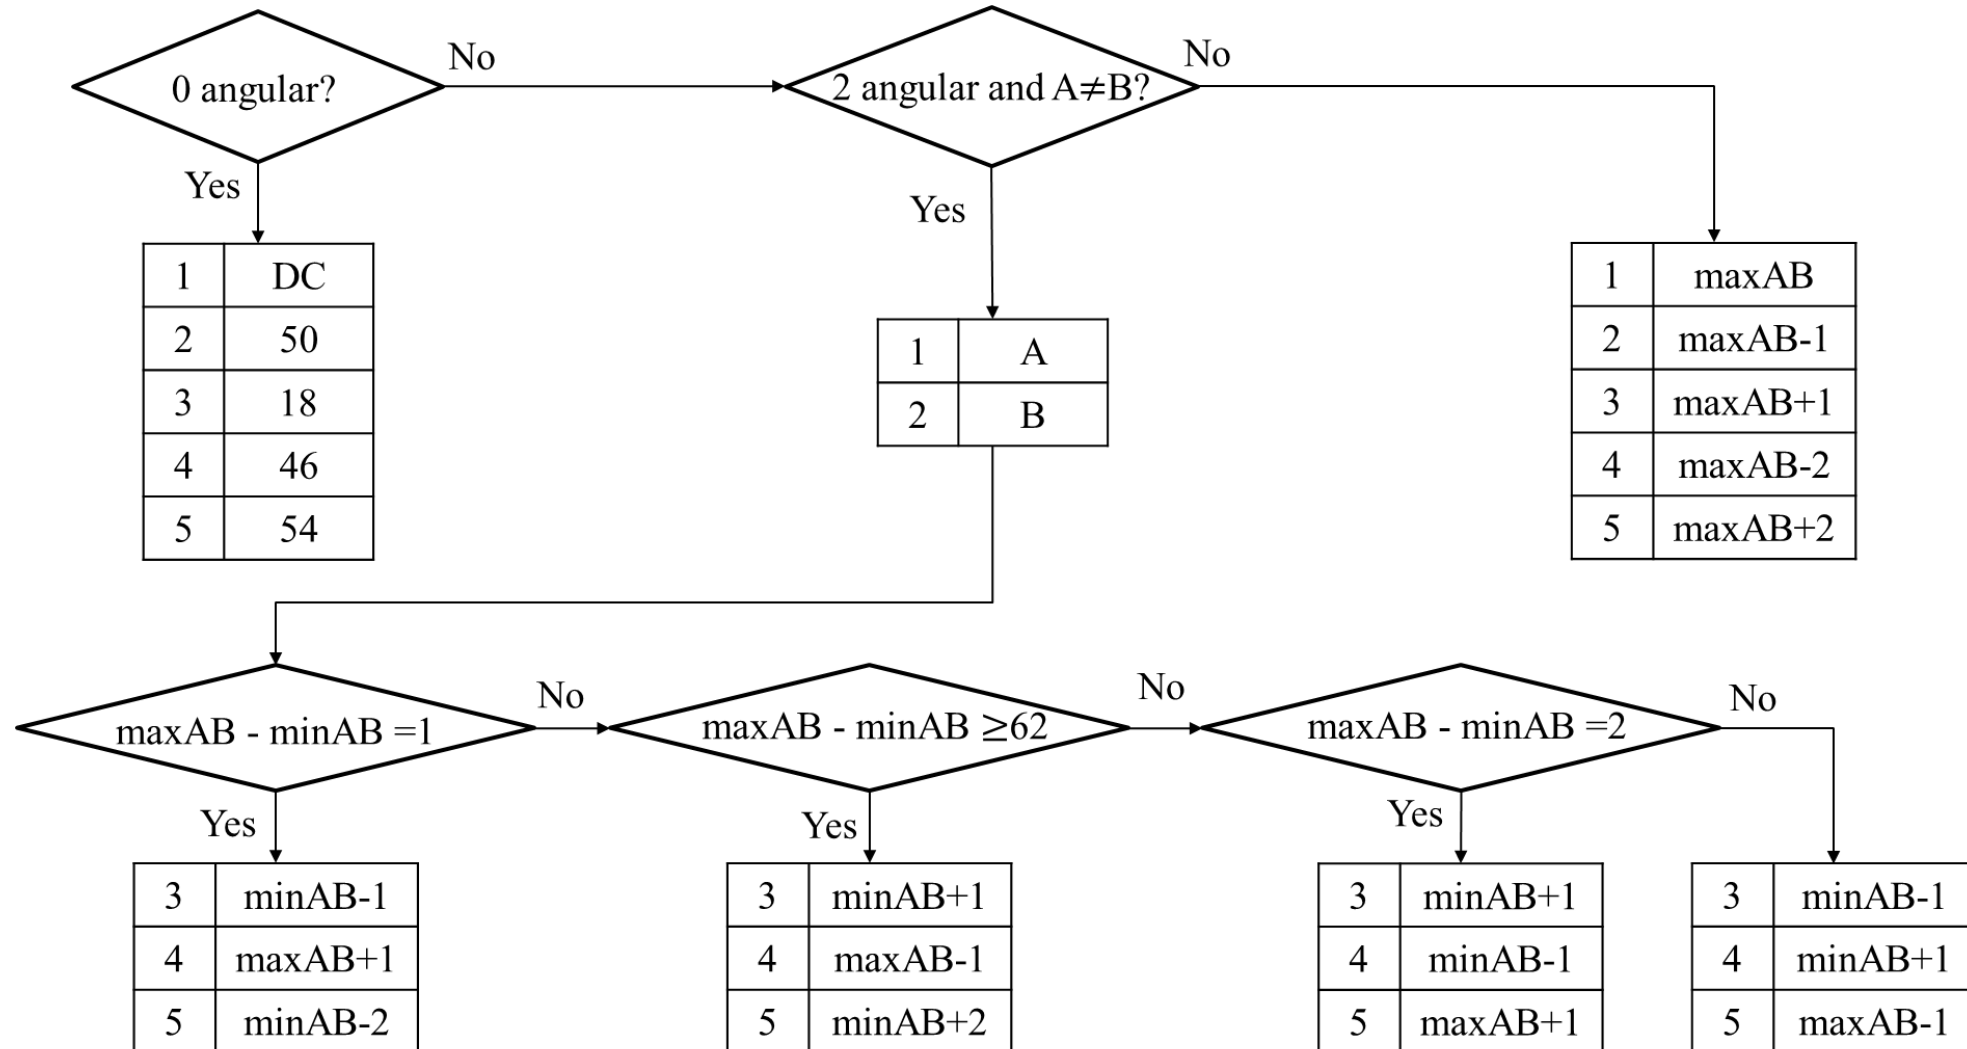 0 angular?
No
2 angular and A≠B?
No
Yes
Yes
1 DC
2 50
3 18
4 46
5 54
1 A
2 B
1 maxAB
2 maxAB-1
3 maxAB+1
4 maxAB-2
5 maxAB+2
maxAB - minAB =1
No
maxAB - minAB ≥62
No
maxAB - minAB =2
No
Yes
Yes
Yes
3 minAB-1
4 maxAB+1
5 minAB-2
3 minAB+1
4 maxAB-1
5 minAB+2
3 minAB+1
4 minAB-1
5 maxAB+1
3 minAB-1
4 minAB+1
5 maxAB-1